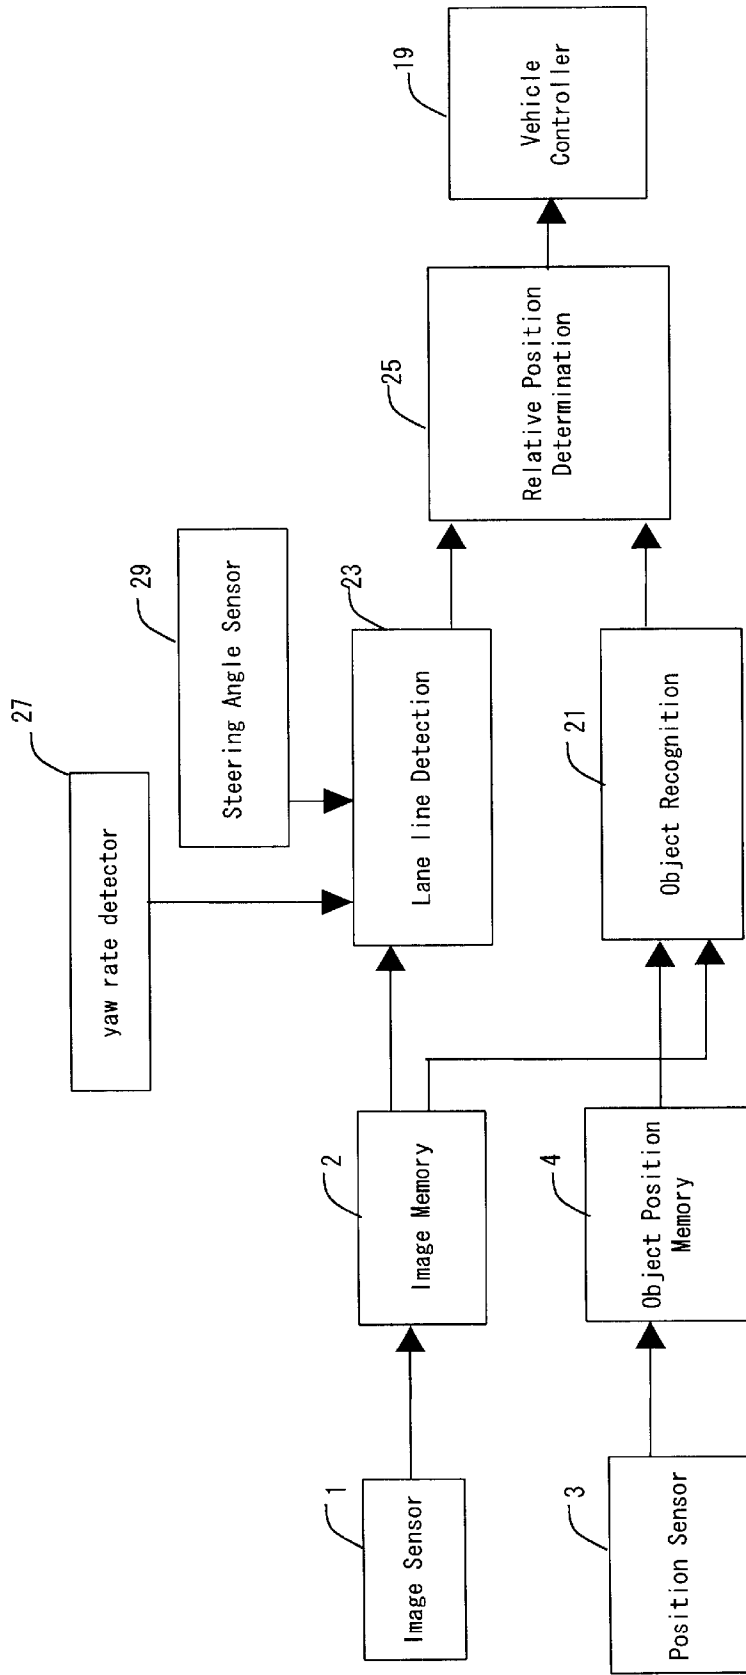 27
yaw rate detector
29
Steering Angle Sensor
1
Image Sensor
2
Image Memory
23
Lane line Detection
25
Relative Position
Determination
19
Vehicle
Controller
3
Position Sensor
4
Object Position
Memory
21
Object Recognition